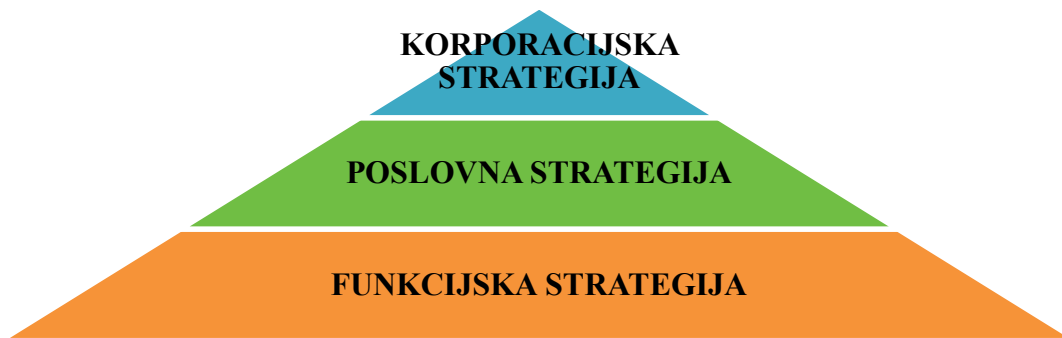 KORPORACIJSKA
STRATEGIJA
POSLOVNA STRATEGIJA
FUNKCIJSKA STRATEGIJA